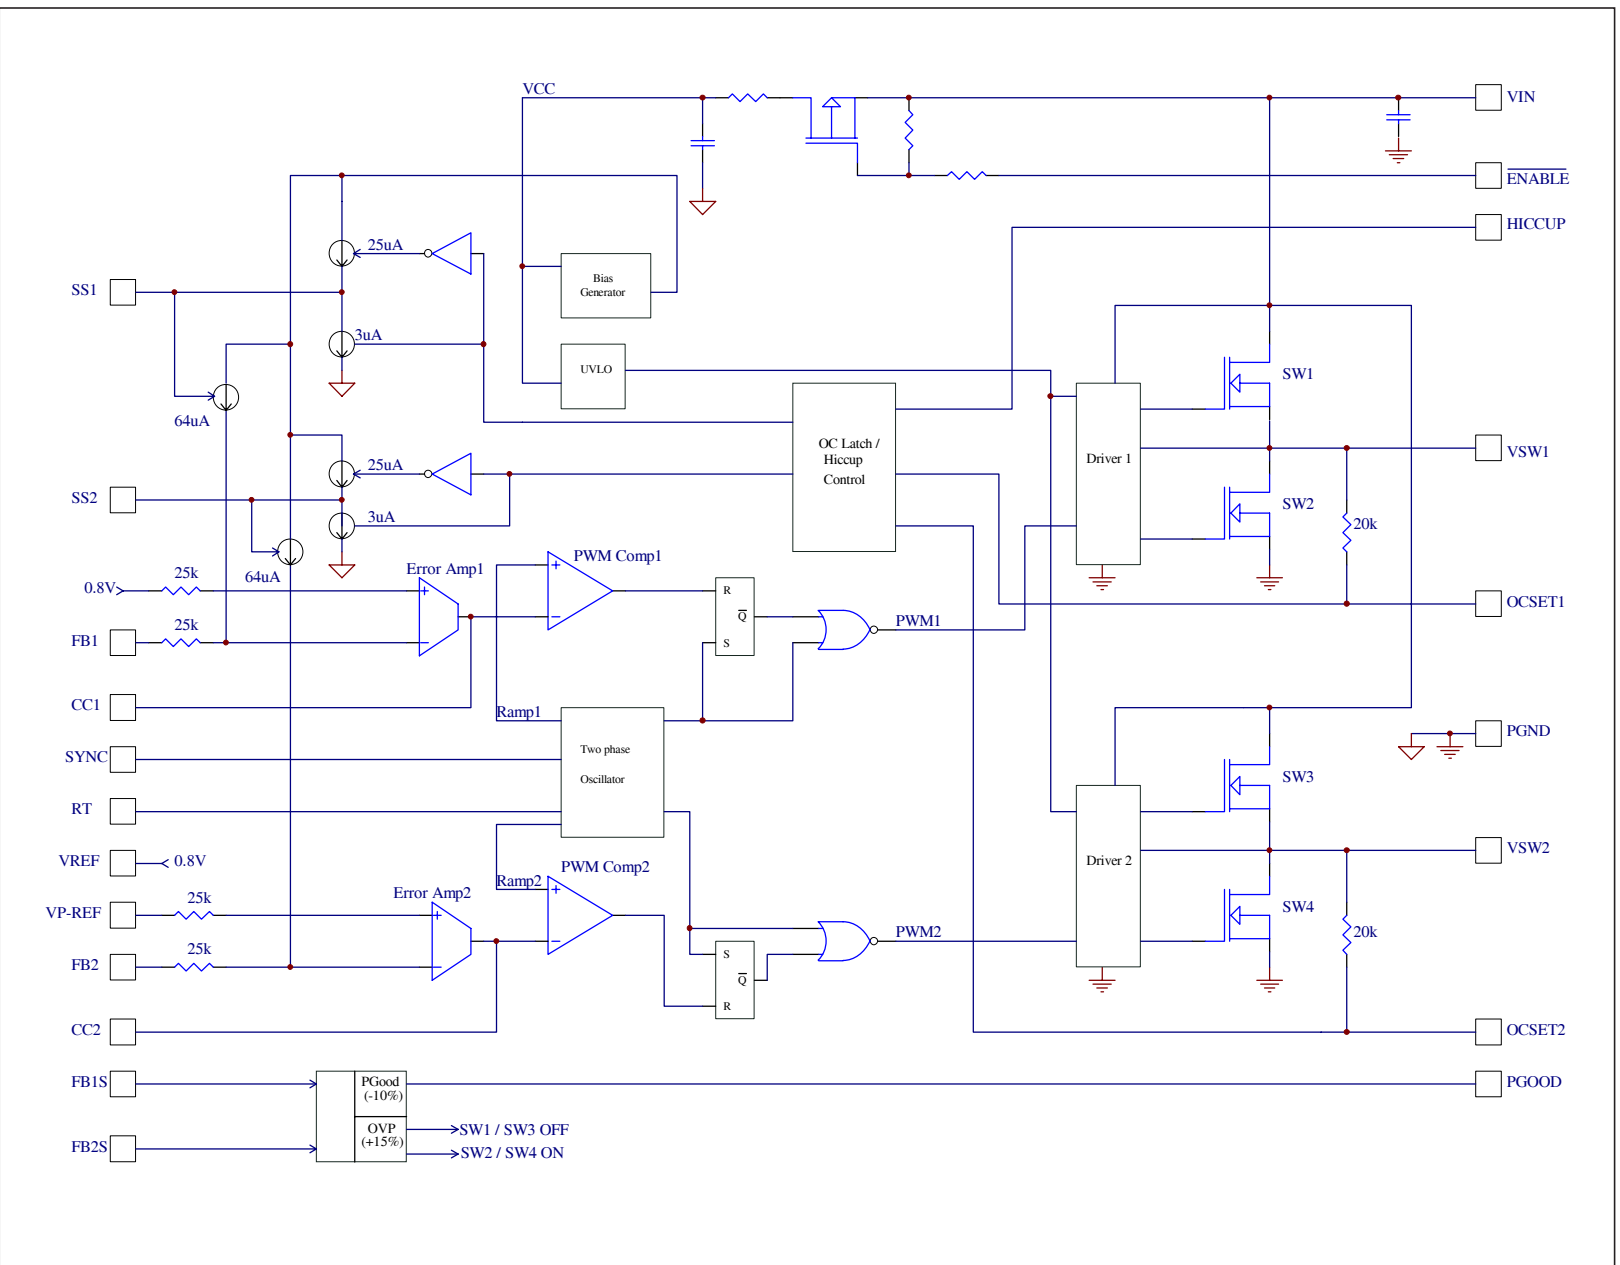 VCC
VIN
ENABLE
HICCUP
25uA
Bias
Generator
SS1
3uA
UVLO
SW1
64uA
OC Latch /
Hiccup
Control
Driver 1
VSW1
25uA
SS2
3uA
SW2
20k
64uA
PWM Comp1
Error Amp1
25k
0.8V
R
Q
S
PWM1
OCSET1
25k
FB1
CC1
Ramp1
PGND
Two phase
Oscillator
SYNC
SW3
RT
VREF
0.8V
PWM Comp2
Driver 2
VSW2
Ramp2
Error Amp2
25k
VP-REF
SW4
20k
PWM2
25k
FB2
S
Q
R
CC2
OCSET2
FB1S
PGood
(-10%)
PGOOD
OVP
(+15%)
SW1 / SW3 OFF
SW2 / SW4 ON
FB2S